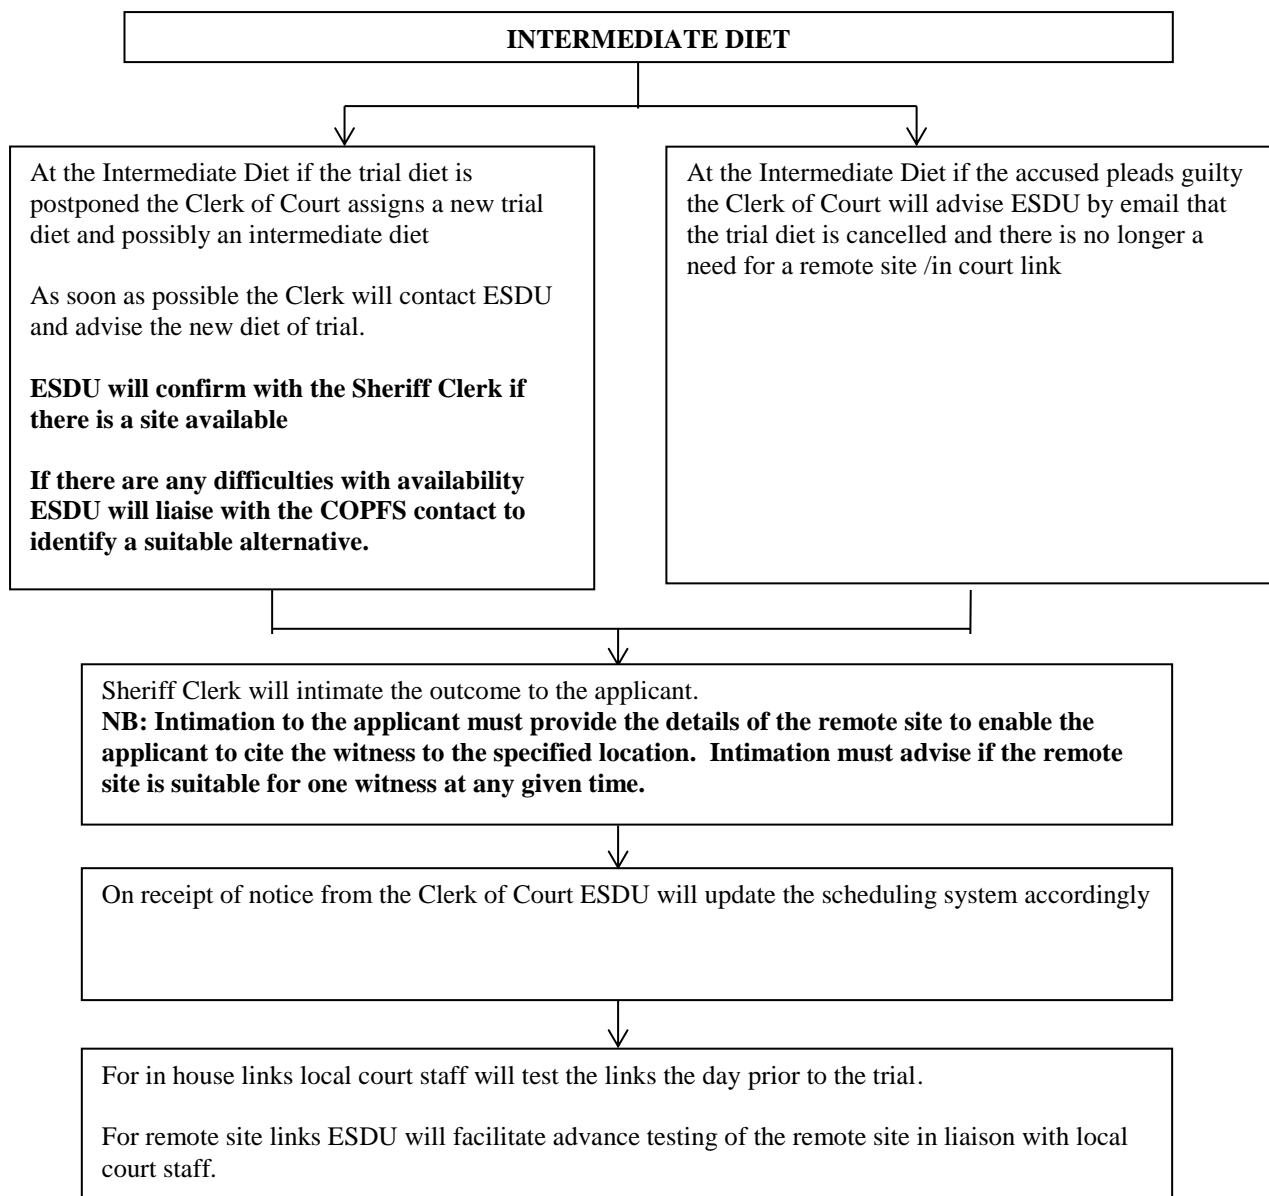 INTERMEDIATE DIET
At the Intermediate Diet if the trial diet is
postponed the Clerk of Court assigns a new trial
diet and possibly an intermediate diet
As soon as possible the Clerk will contact ESDU
and advise the new diet of trial.
ESDU will confirm with the Sheriff Clerk if
there is a site available
If there are any difficulties with availability
ESDU will liaise with the COPFS contact to
identify a suitable alternative.
At the Intermediate Diet if the accused pleads guilty
the Clerk of Court will advise ESDU by email that
the trial diet is cancelled and there is no longer a
need for a remote site /in court link
Sheriff Clerk will intimate the outcome to the applicant.
NB: Intimation to the applicant must provide the details of the remote site to enable the
applicant to cite the witness to the specified location.  Intimation must advise if the remote
site is suitable for one witness at any given time.
On receipt of notice from the Clerk of Court ESDU will update the scheduling system accordingly
For in house links local court staff will test the links the day prior to the trial.
For remote site links ESDU will facilitate advance testing of the remote site in liaison with local
court staff.